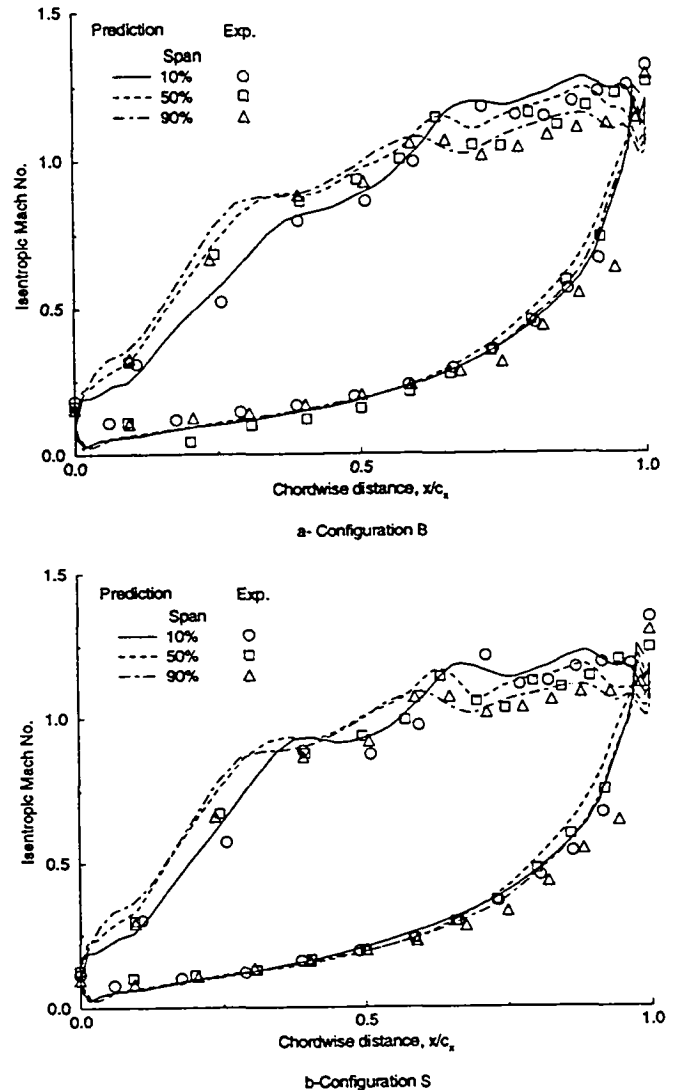 1.5
Prediction Exp.
Span
10%
50%
90%
1.0
Isentropic Mach No.
0.5
0.0
0.0 0.5 1.0
Chordwise distance, x/cₓ
a- Configuration B
1.5
Prediction Exp.
Span
10%
50%
90%
1.0
Isentropic Mach No.
0.5
0.0
0.0 0.5 1.0
Chordwise distance, x/cₓ
b-Configuration S